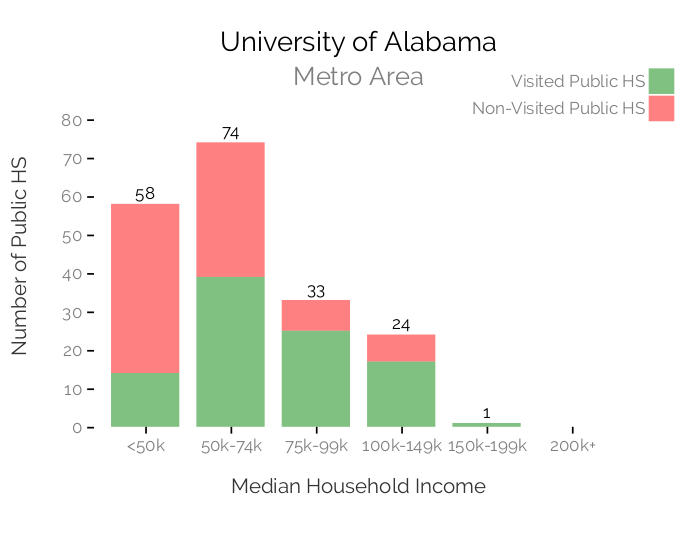 University of Alabama
Metro Area
Visited Public HS
Non-Visited Public HS
Number of Public HS
80
70
60
50
40
30
20
10
0
58
74
33
24
1
<50k 50k-74k 75k-99k 100k-149k 150k-199k 200k+
Median Household Income